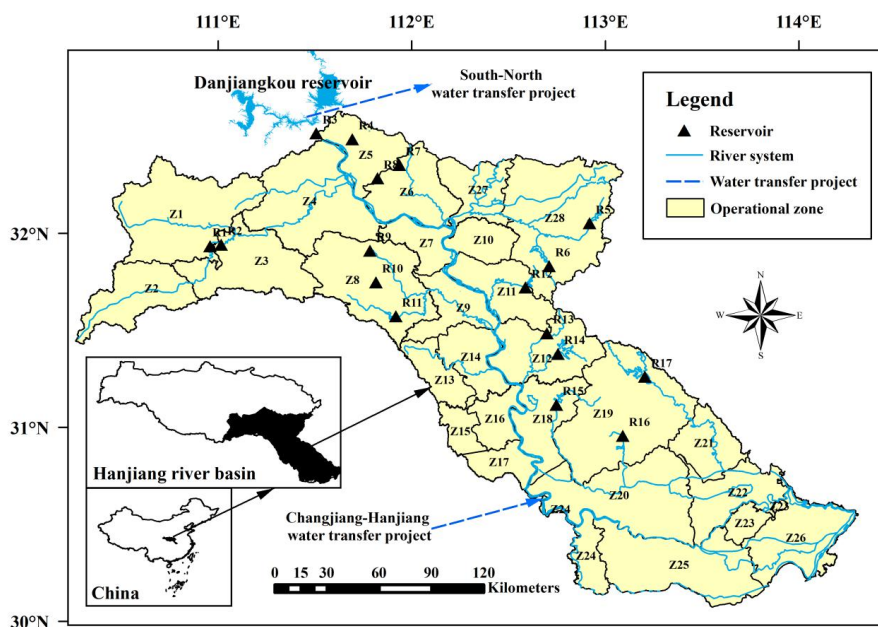 111°E
112°E
113°E
114°E
Danjiangkou reservoir
South-North
water transfer project
Legend
Reservoir
River system
Water transfer project
Operational zone
R3
R4
Z5
R7
R8
Z6
Z27
Z1
Z4
Z28
R5
32°N
R1
R2
R9
Z7
Z10
Z3
R6
Z2
Z8
R10
Z11
R12
N
W
E
S
R11
Z9
R13
Z14
Z12
R14
Z13
R17
R15
Z19
31°N
Z16
Z18
R16
Z15
Z21
Z17
Hanjiang river basin
Z20
Z22
Z24
Z23
Changjiang-Hanjiang
water transfer project
Z26
Z24
Z25
China
0 15 30 60 90 120
Kilometers
30°N